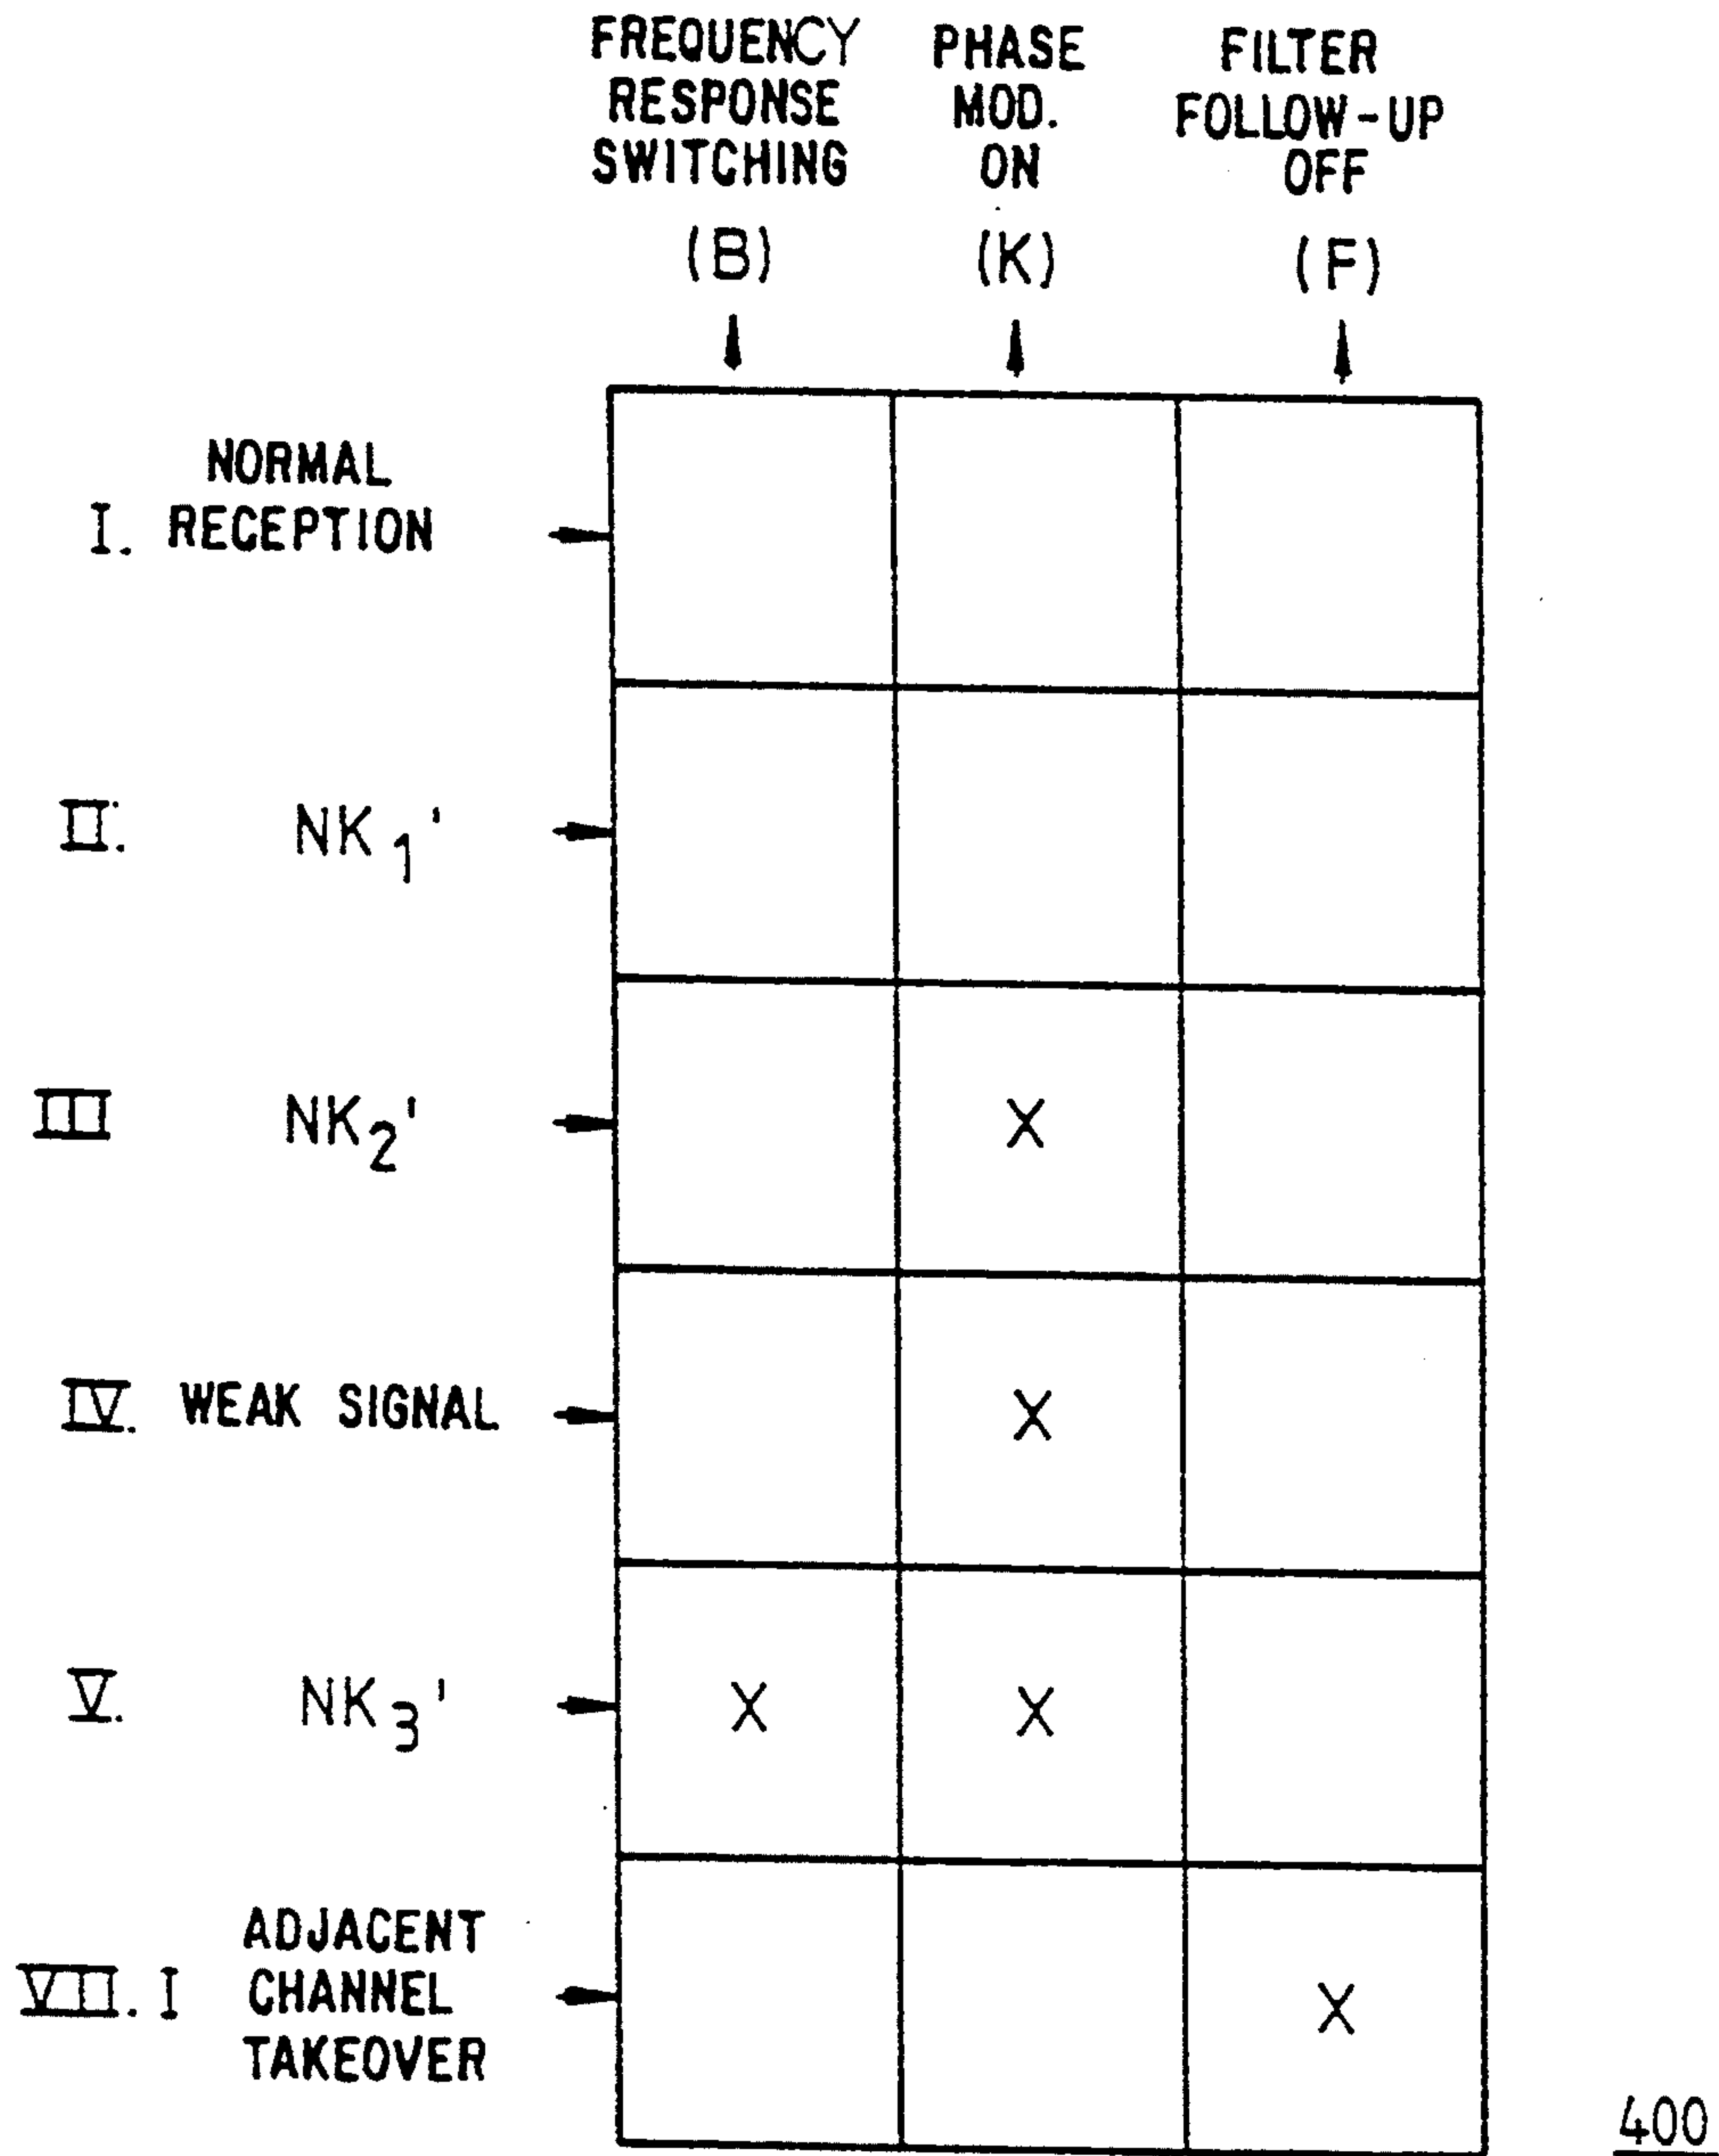 FREQUENCY
RESPONSE
SWITCHING
(B)
PHASE
MOD.
ON
(K)
FILTER
FOLLOW-UP
OFF
(F)
NORMAL
I. RECEPTION
II. NK1'
III NK2'
X
IV. WEAK SIGNAL
X
V. NK3'
X X
ADJACENT
VII. I CHANNEL
TAKEOVER
X
400